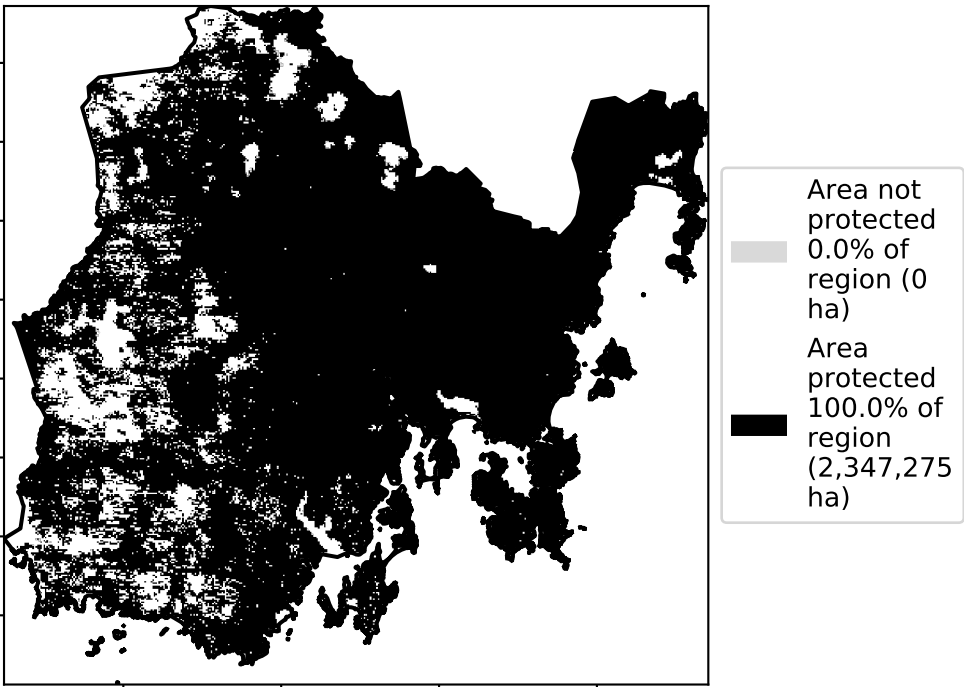 Area not
protected
0.0% of
region (0
ha)
Area
protected
100.0% of
region
(2,347,275
ha)